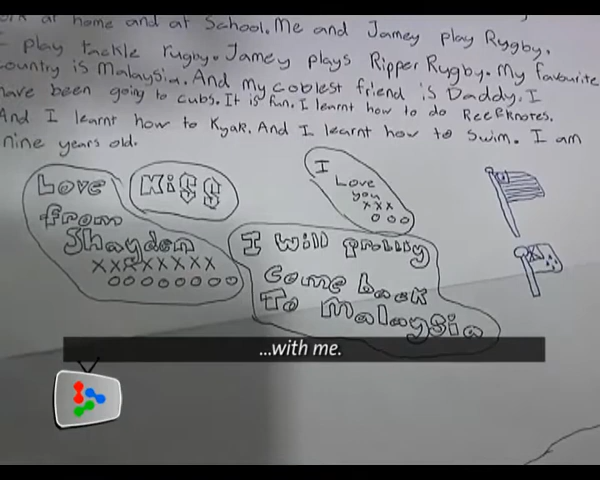 at home and at School. Me and Jamey play Rygby.
I play tackle rugby. Jamey plays Ripper Rugby. My favourite
country is Malaysia. And my coolest friend is Daddy. I
have been going to cubs. It is fun. I learnt how to do Reefknotes.
And I learnt how to Kyak. And I learnt how to Swim. I am
nine years old.
Love
from
Shayden
xxxxxxxx
oooooooo
Kiss
I
Love
you
xxx
ooo
I will prolly
come back
To Malaysia
...with me.